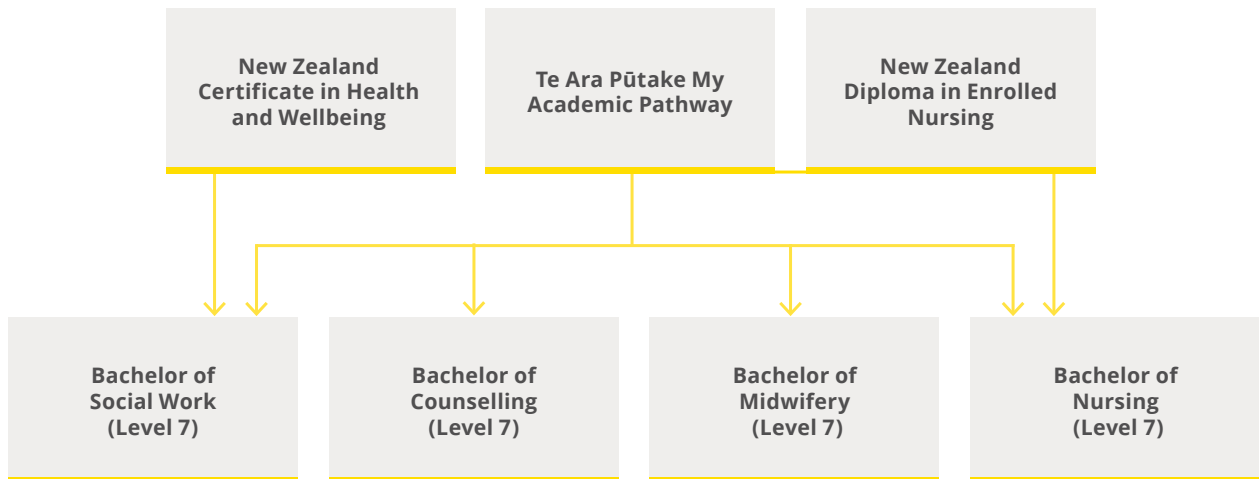 New Zealand
Certificate in Health
and Wellbeing
Te Ara Pūtake My
Academic Pathway
New Zealand
Diploma in Enrolled
Nursing
Bachelor of
Social Work
(Level 7)
Bachelor of
Counselling
(Level 7)
Bachelor of
Midwifery
(Level 7)
Bachelor of
Nursing
(Level 7)